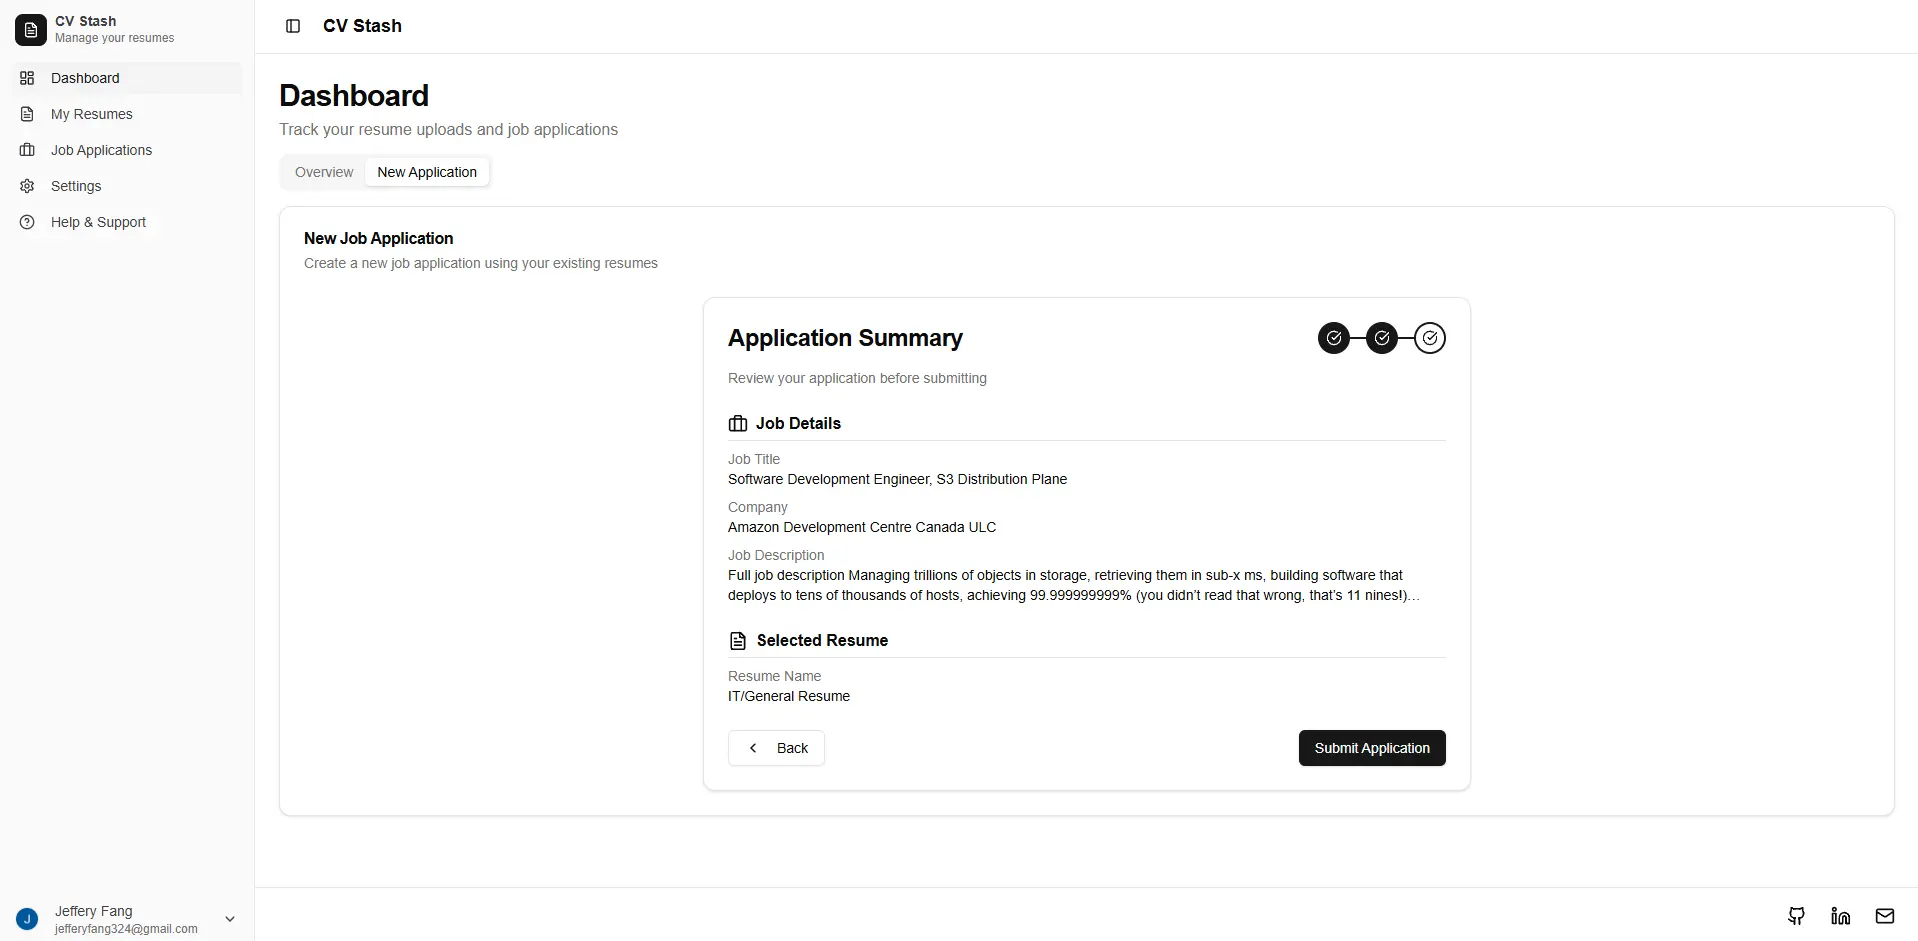 CV Stash
Manage your resumes
Dashboard
My Resumes
Job Applications
Settings
Help & Support
CV Stash
Dashboard
Track your resume uploads and job applications
Overview
New Application
New Job Application
Create a new job application using your existing resumes
Application Summary
Review your application before submitting
Job Details
Job Title
Software Development Engineer, S3 Distribution Plane
Company
Amazon Development Centre Canada ULC
Job Description
Full job description Managing trillions of objects in storage, retrieving them in sub-x ms, building software that
deploys to tens of thousands of hosts, achieving 99.999999999% (you didn’t read that wrong, that’s 11 nines!)…
Selected Resume
Resume Name
IT/General Resume
Back
Submit Application
J
Jeffery Fang
jefferyfang324@gmail.com